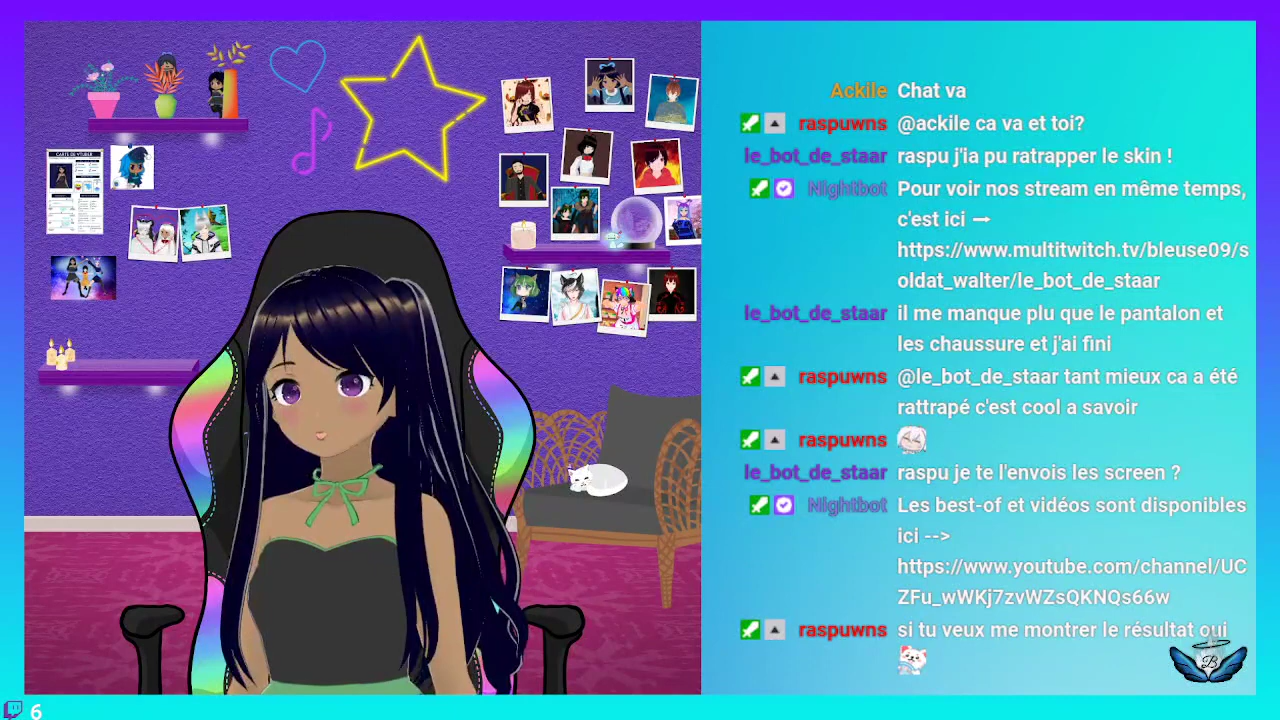 CARTE DE VTUBER
Ackile Chat va
raspuwns @ackile ca va et toi?
le_bot_de_staar raspu j'ia pu ratrapper le skin !
Nightbot Pour voir nos stream en même temps,
c'est ici →
https://www.multitwitch.tv/bleuse09/s
oldat_walter/le_bot_de_staar
le_bot_de_staar il me manque plu que le pantalon et
les chaussure et j'ai fini
raspuwns @le_bot_de_staar tant mieux ca a été
rattrapé c'est cool a savoir
raspuwns
le_bot_de_staar raspu je te l'envois les screen ?
Nightbot Les best-of et vidéos sont disponibles
ici -->
https://www.youtube.com/channel/UC
ZFu_wWKj7zvWZsQKNQs66w
raspuwns si tu veux me montrer le résultat oui
B
6